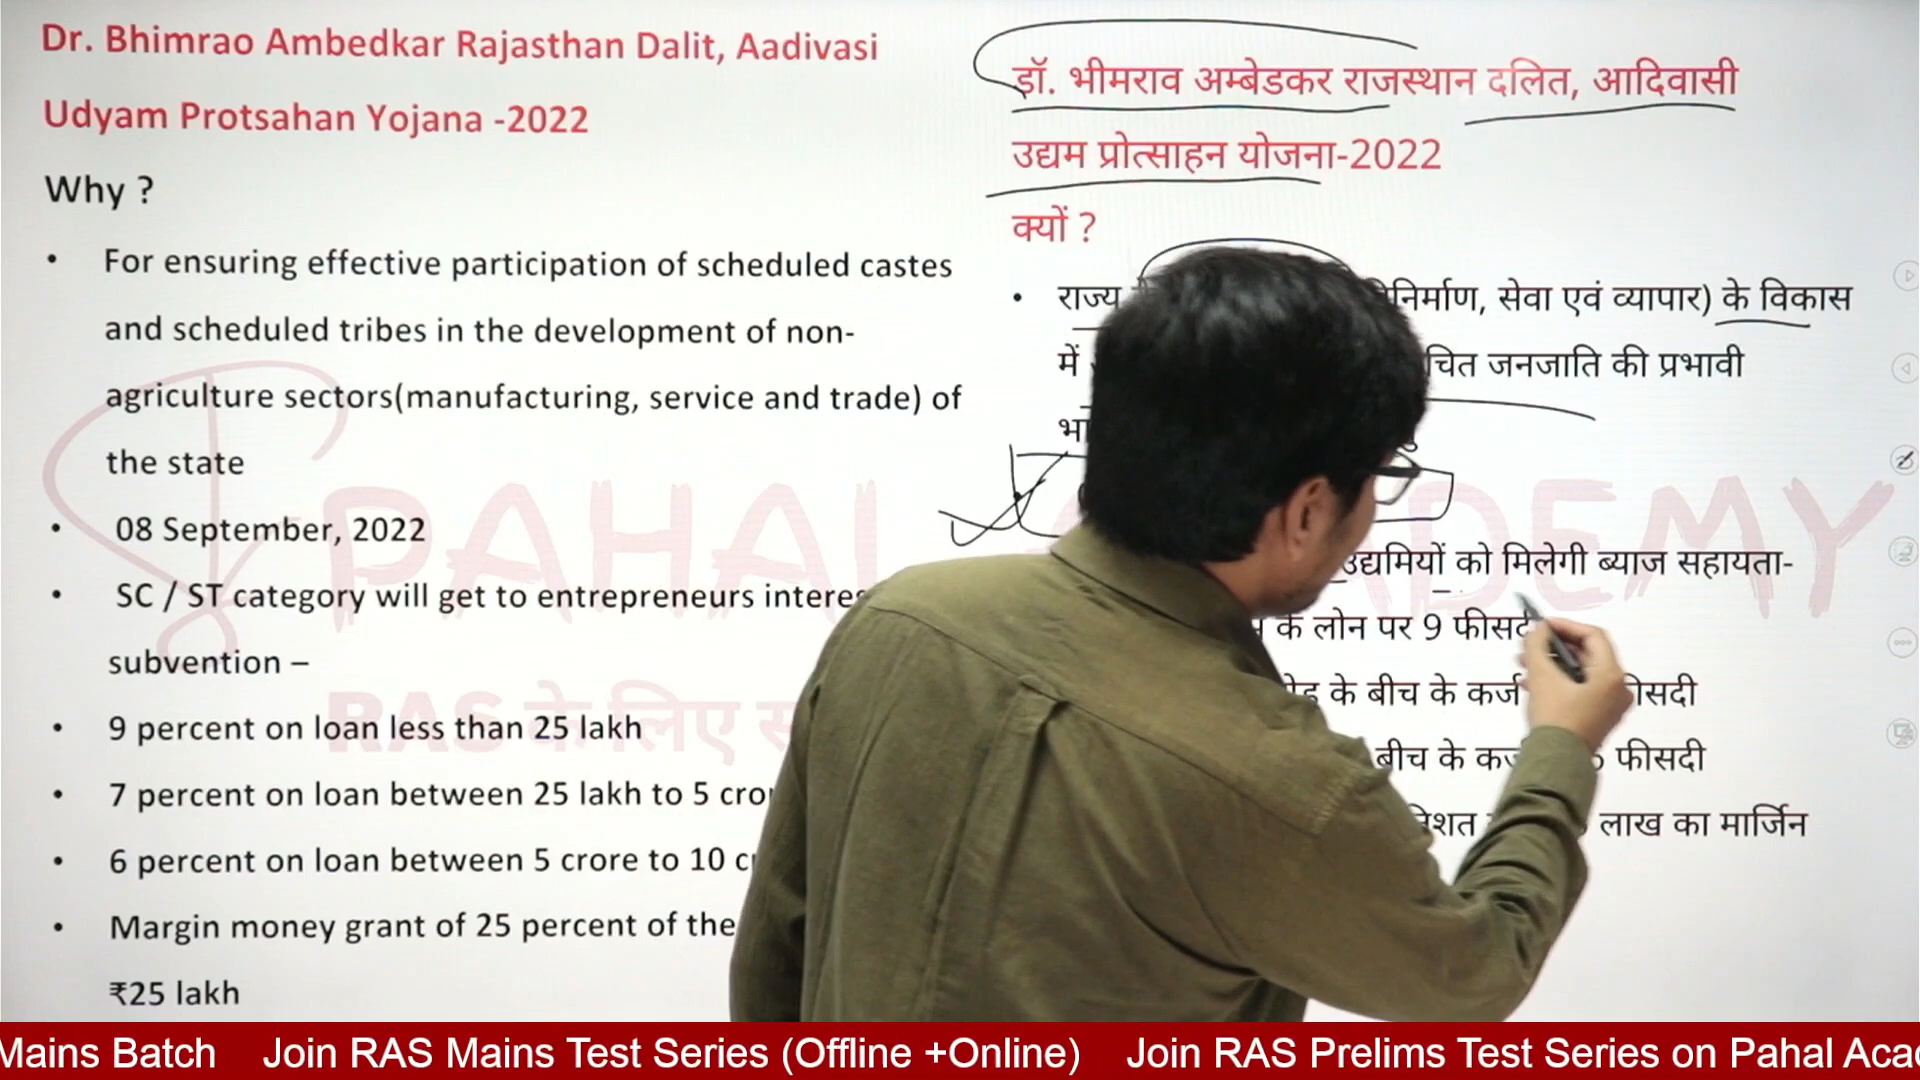 Dr. Bhimrao Ambedkar Rajasthan Dalit, Aadivasi
Udyam Protsahan Yojana -2022
Why ?
• For ensuring effective participation of scheduled castes
and scheduled tribes in the development of non-
agriculture sectors(manufacturing, service and trade) of
the state
• 08 September, 2022
• SC / ST category will get to entrepreneurs
subvention –
• 9 percent on loan less than 25 lakh
• 7 percent on loan between 25 lakh to 5
• 6 percent on loan between 5 crore to 10
• Margin money grant of 25 percent of the
₹25 lakh
डॉ. भीमराव अम्बेडकर राजस्थान दलित, आदिवासी
उद्यम प्रोत्साहन योजना-2022
क्यों ?
• राज्य सेवा एवं व्यापार) के विकास
में जनजाति की प्रभावी
उद्यमियों को मिलेगी ब्याज सहायता-
के लोन पर 9
के बीच के कर्ज फीसदी
बीच के फीसदी
लाख का मार्जिन
PAHAL ACADEMY
RAS के लिए
Mains Batch Join RAS Mains Test Series (Offline +Online) Join RAS Prelims Test Series on Pahal